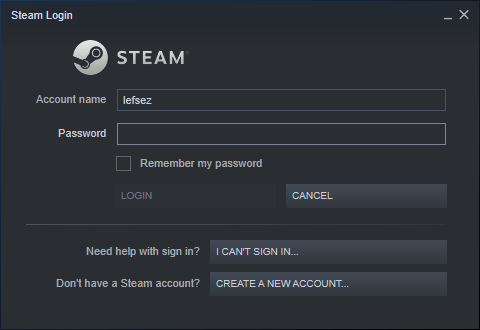 Steam Login
STEAM
Account name
lefsez
Password
Remember my password
LOGIN
CANCEL
Need help with sign in?
I CAN'T SIGN IN...
Don't have a Steam account?
CREATE A NEW ACCOUNT...